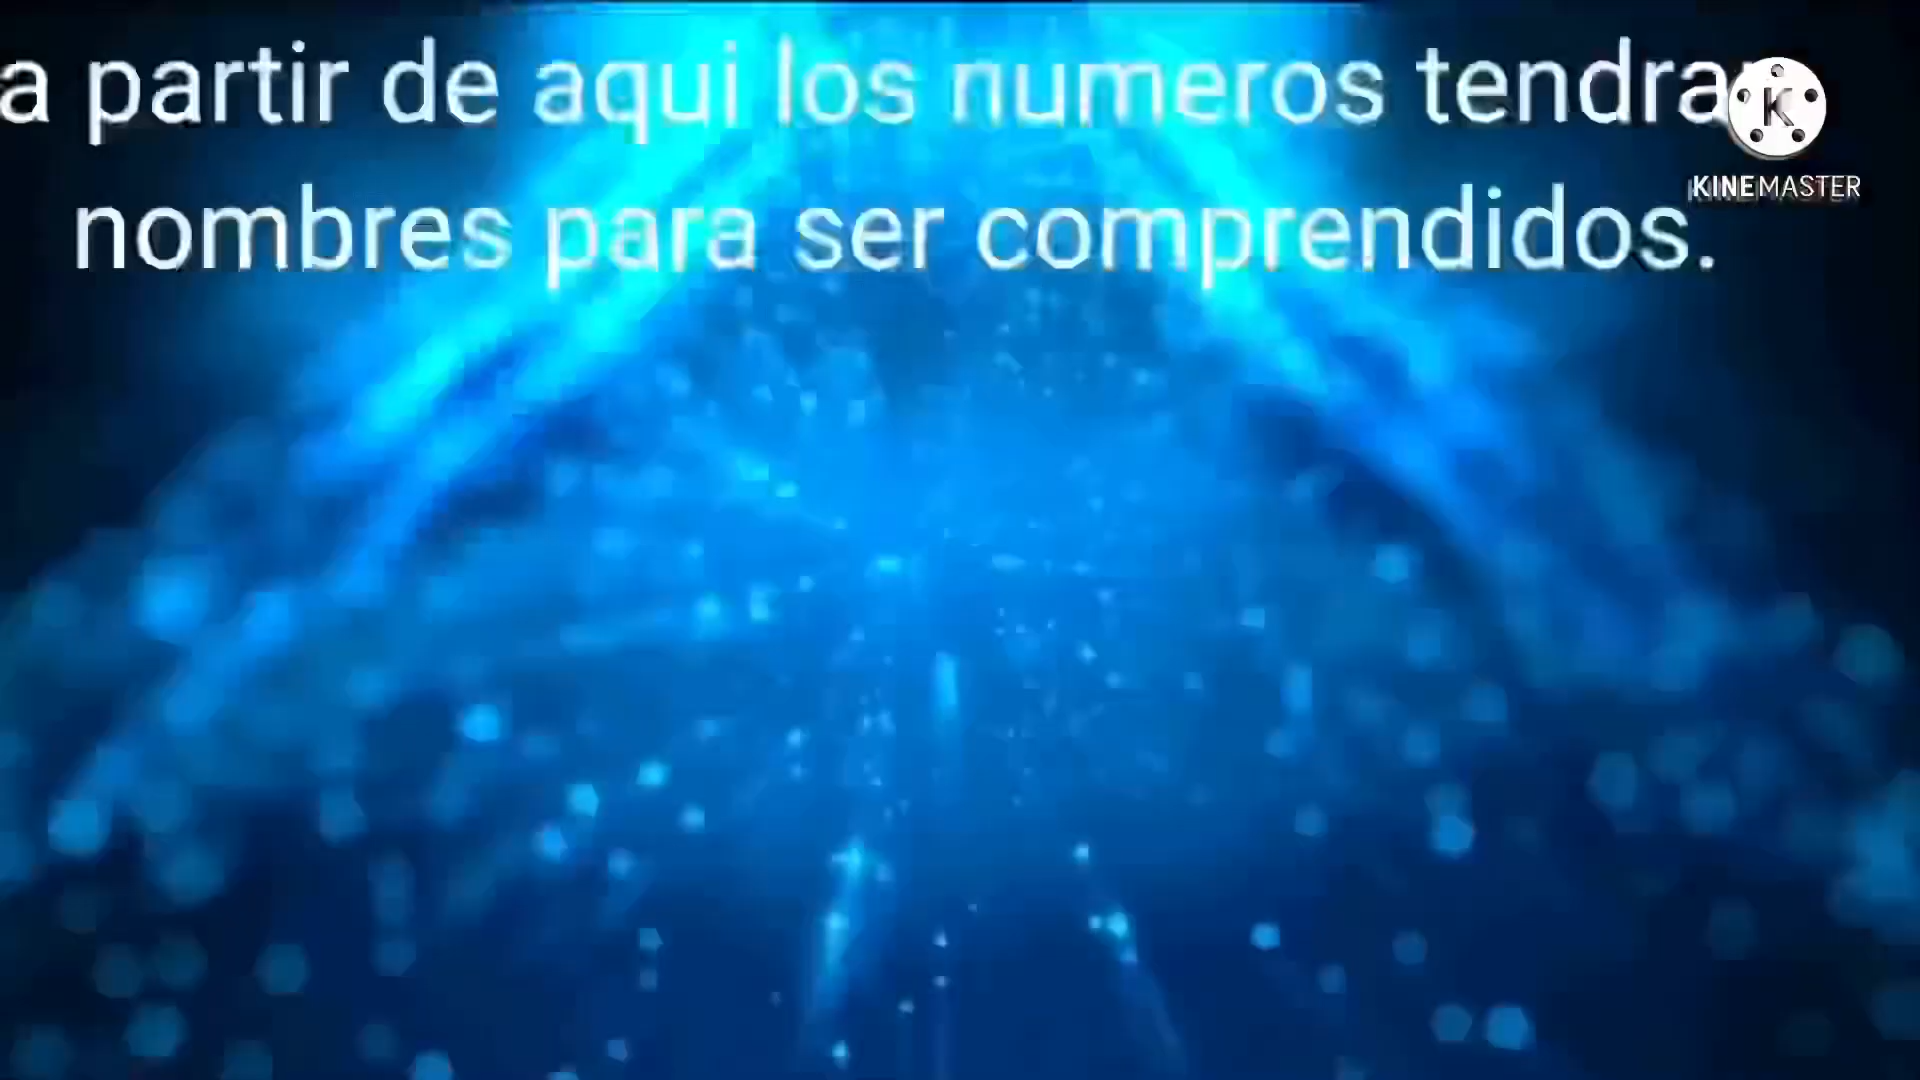 a partir de aqui los numeros tendra
nombres para ser comprendidos.
K
KINEMASTER